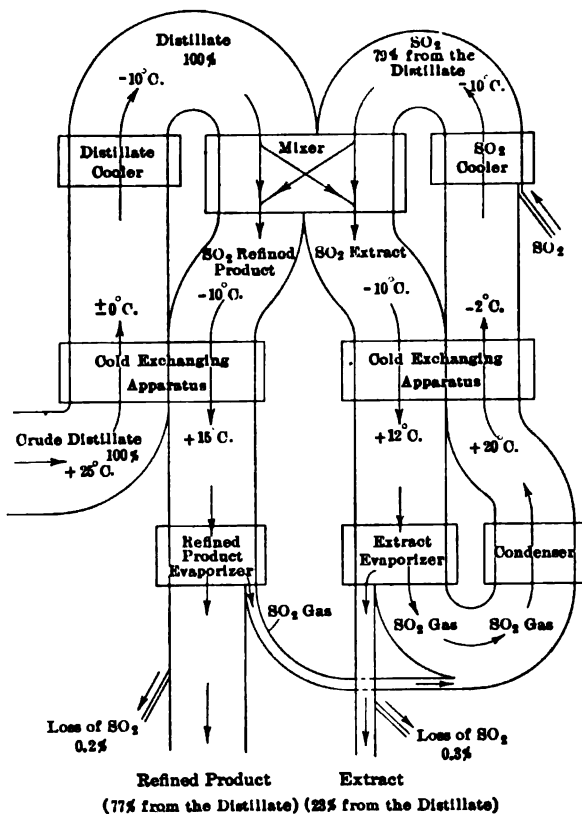 Distillate
100%
-10°C.
SO₂
79% from the
Distillate
-10°C.
Distillate
Cooler
Mixer
SO₂
Cooler
SO₂
SO₂ Refined
Product
SO₂ Extract
-10°C.
-10°C.
±0°C.
-2°C.
Cold Exchanging
Apparatus
Cold Exchanging
Apparatus
Crude Distillate
100%
+25°C.
+15°C.
+12°C.
+20°C.
Refined
Product
Evaporizer
Extract
Evaporizer
Condenser
SO₂ Gas
SO₂ Gas
SO₂ Gas
Loss of SO₂
0.2%
Loss of SO₂
0.3%
Refined Product
Extract
(77% from the Distillate) (23% from the Distillate)